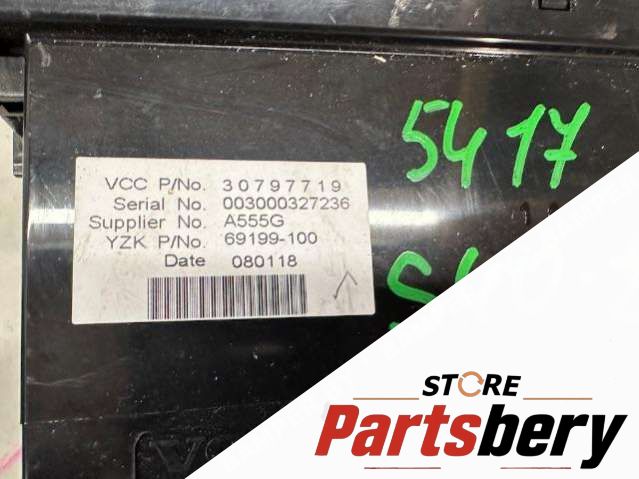 5417
VCC P/No. 30797719
Serial No. 003000327236
Supplier No. A555G
YZK P/No. 69199-100
Date 080118
STORE
Partsbery